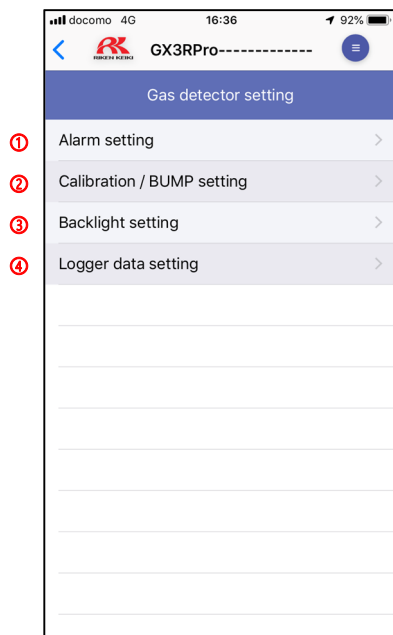 docomo 4G 16:36 92%
RIKEN KEIKI GX3RPro-------------
Gas detector setting
① Alarm setting
② Calibration / BUMP setting
③ Backlight setting
④ Logger data setting